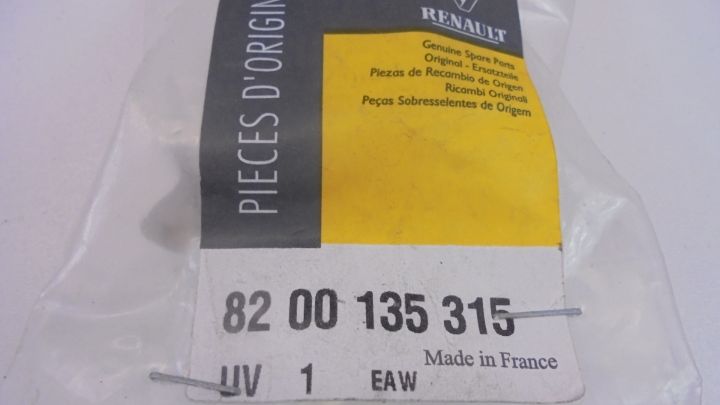 RENAULT
PIECES D'ORIGIN
Genuine Spare Parts
Original - Ersatzteile
Piezas de Recambio de Origen
Ricambi Originali
Peças Sobresselentes de Origem
82 00 135 315
Made in France
UV 1 EAW